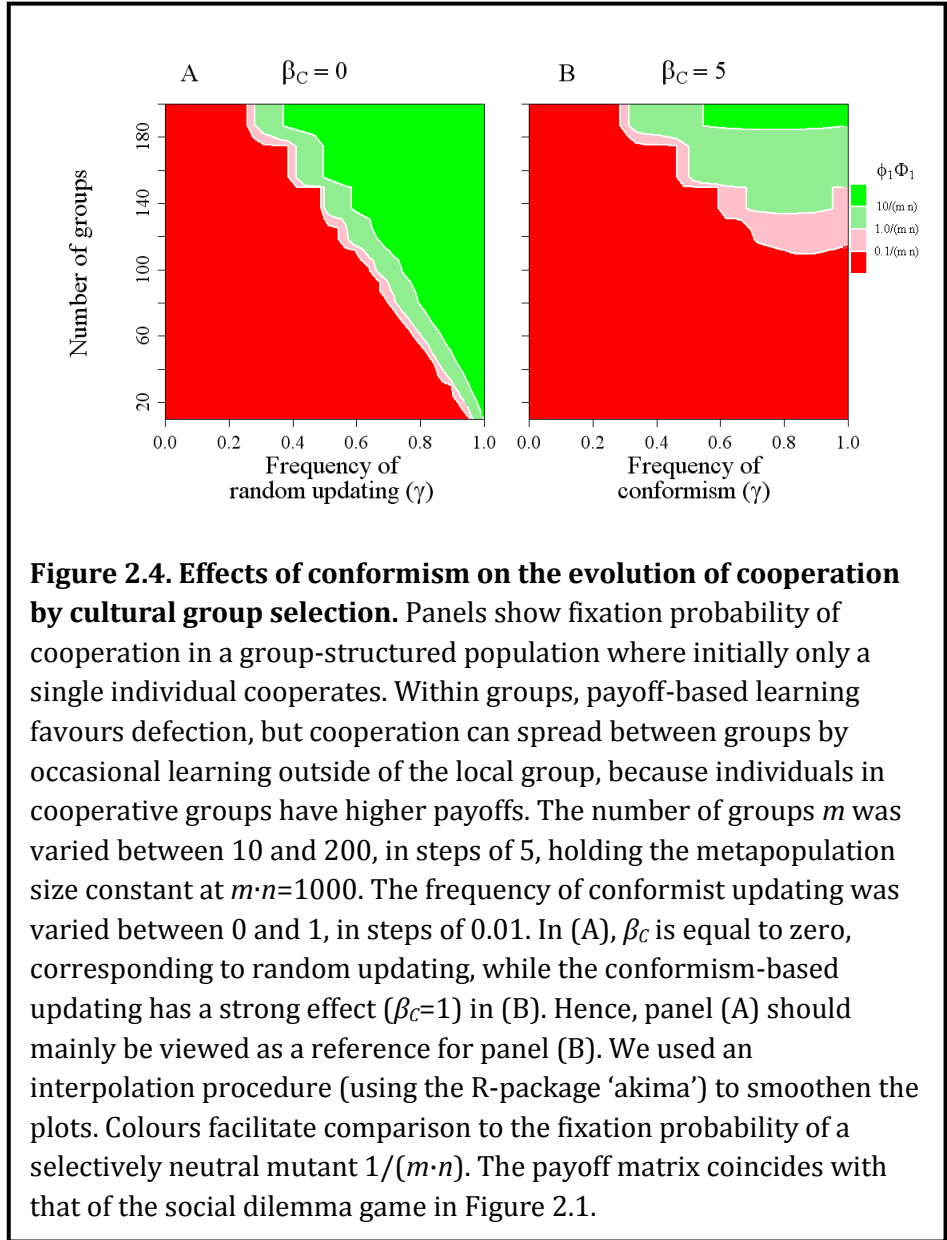 A
β_C = 0
B
β_C = 5
Number of groups
180
140
100
60
20
0.0 0.2 0.4 0.6 0.8 1.0
Frequency of
random updating (γ)
0.0 0.2 0.4 0.6 0.8 1.0
Frequency of
conformism (γ)
ϕ₁Φ₁
10/(m n)
1.0/(m n)
0.1/(m n)
Figure 2.4. Effects of conformism on the evolution of cooperation
by cultural group selection. Panels show fixation probability of
cooperation in a group-structured population where initially only a
single individual cooperates. Within groups, payoff-based learning
favours defection, but cooperation can spread between groups by
occasional learning outside of the local group, because individuals in
cooperative groups have higher payoffs. The number of groups m was
varied between 10 and 200, in steps of 5, holding the metapopulation
size constant at m·n=1000. The frequency of conformist updating was
varied between 0 and 1, in steps of 0.01. In (A), β_C is equal to zero,
corresponding to random updating, while the conformism-based
updating has a strong effect (β_C=1) in (B). Hence, panel (A) should
mainly be viewed as a reference for panel (B). We used an
interpolation procedure (using the R-package ‘akima’) to smoothen the
plots. Colours facilitate comparison to the fixation probability of a
selectively neutral mutant 1/(m·n). The payoff matrix coincides with
that of the social dilemma game in Figure 2.1.